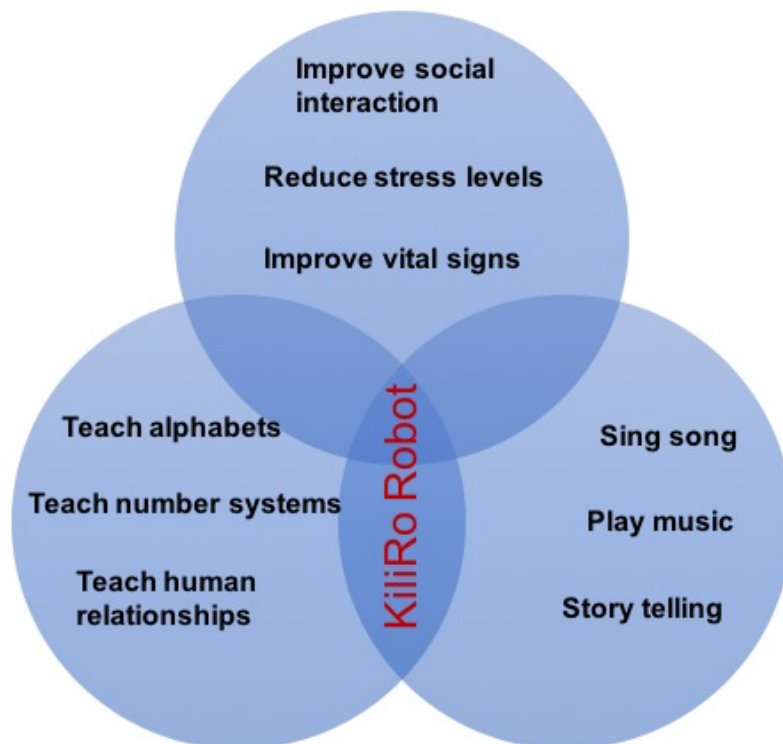 Improve social
interaction
Reduce stress levels
Improve vital signs
Teach alphabets
Teach number systems
Teach human
relationships
KiliRo Robot
Sing song
Play music
Story telling